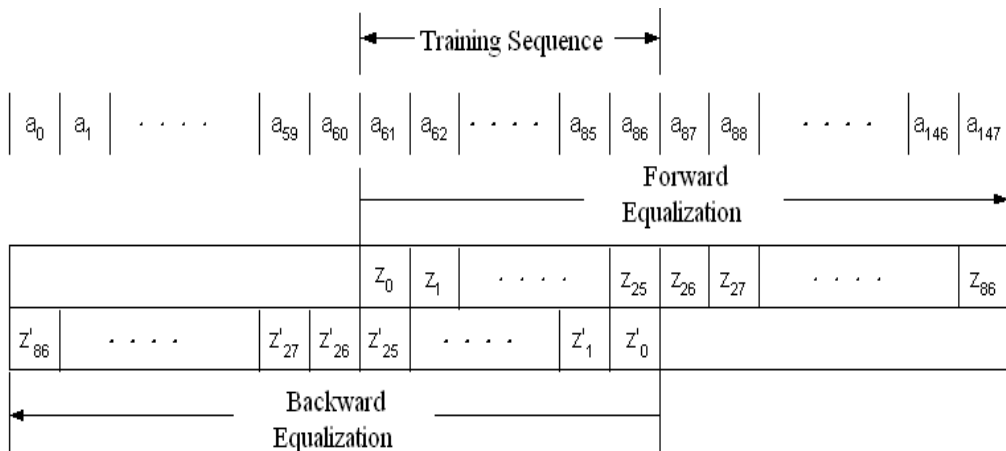 Training Sequence
a₀ a₁ · · · · a₅₉ a₆₀ a₆₁ a₆₂ · · · · a₈₅ a₈₆ a₈₇ a₈₈ · · · · a₁₄₆ a₁₄₇
Forward
Equalization
z₀ z₁ · · · · z₂₅ z₂₆ z₂₇ · · · · z₈₆
z'₈₆ · · · · z'₂₇ z'₂₆ z'₂₅ · · · · z'₁ z'₀
Backward
Equalization